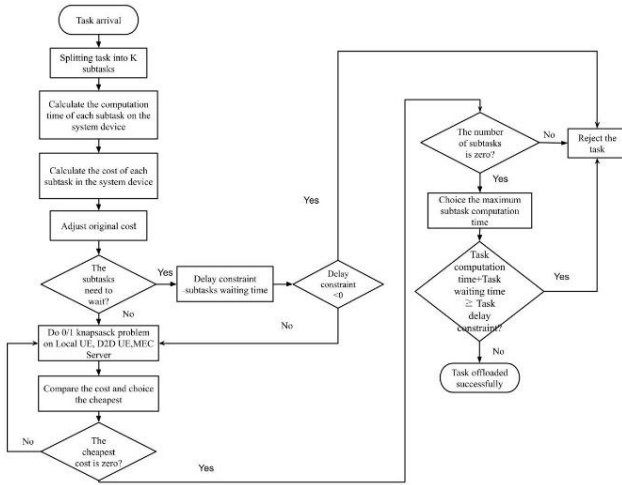 Task arrival
Splitting task into K
subtasks
Calculate the computation
time of each subtask on the
system device
Calculate the cost of each
subtask in the system device
Adjust original cost
The
subtasks
need to
wait?
Yes
Delay constraint
-subtasks waiting time
Delay
constraint
<0
Yes
No
No
Do 0/1 knapsasck problem
on Local UE, D2D UE,MEC
Server
Compare the cost and choice
the cheapest
The
cheapest
cost is zero?
No
Yes
The number
of subtasks
is zero?
No
Reject the
task
Yes
Choice the maximum
subtask computation
time
Task
computation
time+Task
waiting time
≥ Task
delay
constraint?
Yes
No
Task offloaded
successfully